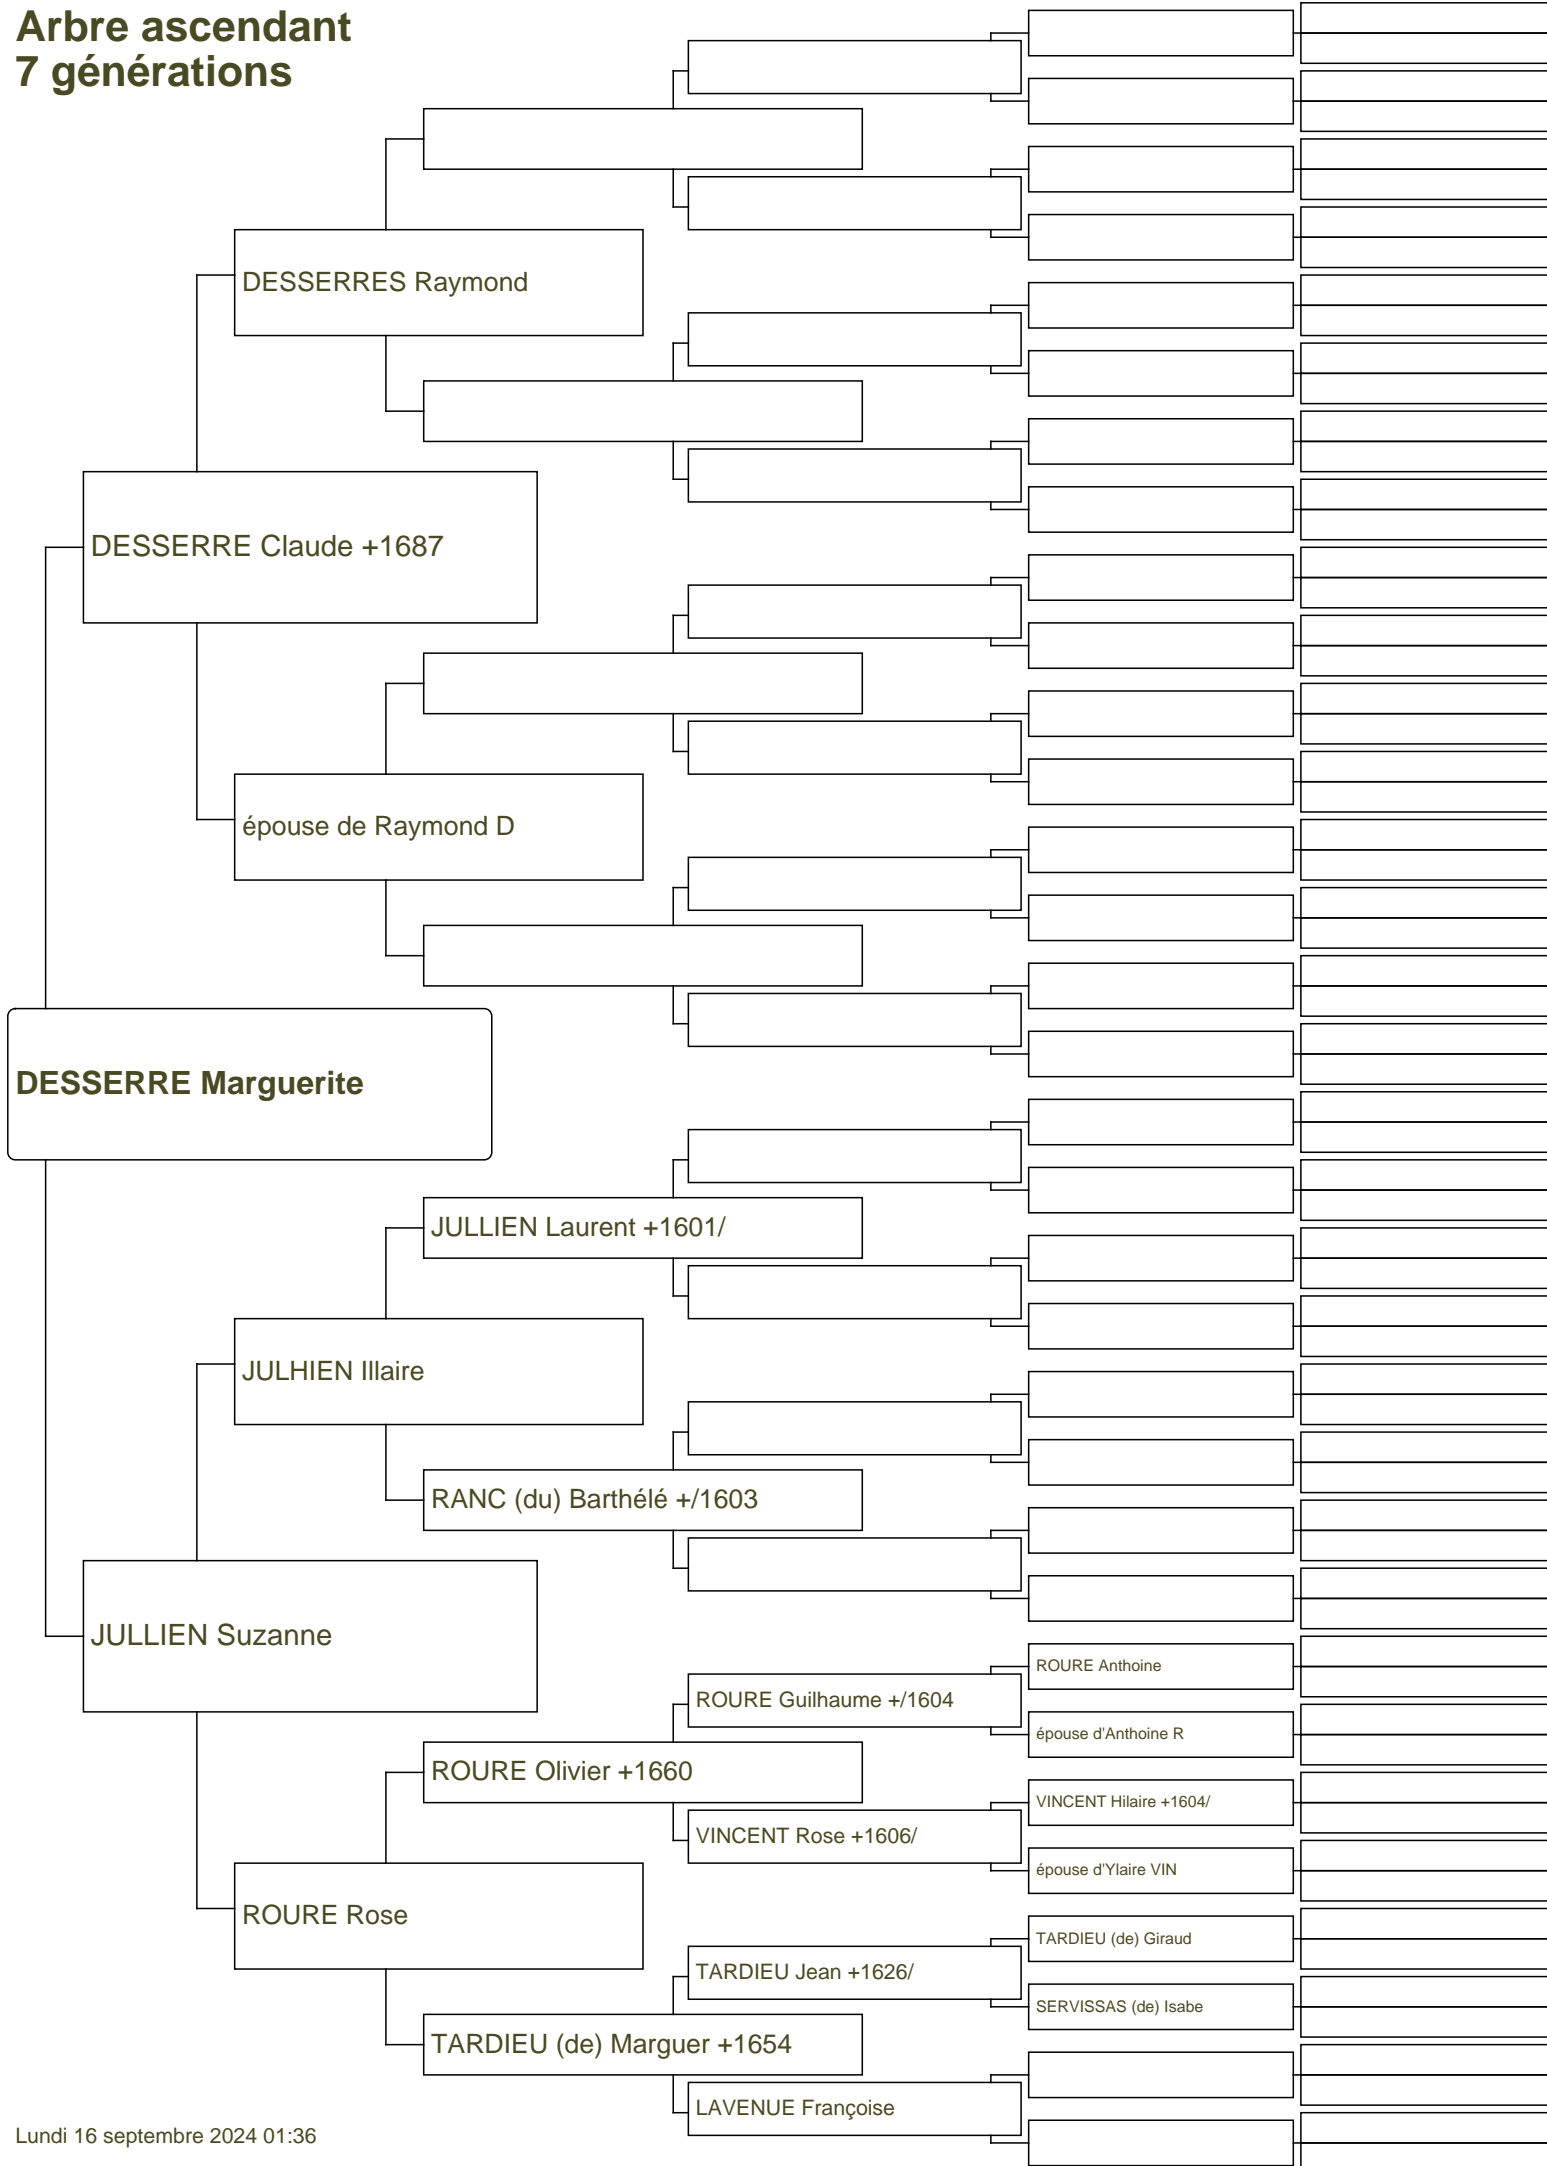 Arbre ascendant
7 générations
DESSERRES Raymond
DESSERRE Claude +1687
épouse de Raymond D
DESSERRE Marguerite
JULLIEN Laurent +1601/
JULHIEN Illaire
RANC (du) Barthélé +/1603
JULLIEN Suzanne
ROURE Anthoine
ROURE Guilhaume +/1604
épouse d'Anthoine R
ROURE Olivier +1660
VINCENT Hilaire +1604/
VINCENT Rose +1606/
épouse d'Ylaire VIN
ROURE Rose
TARDIEU (de) Giraud
TARDIEU Jean +1626/
SERVISSAS (de) Isabe
TARDIEU (de) Marguer +1654
LAVENUE Françoise
Lundi 16 septembre 2024 01:36